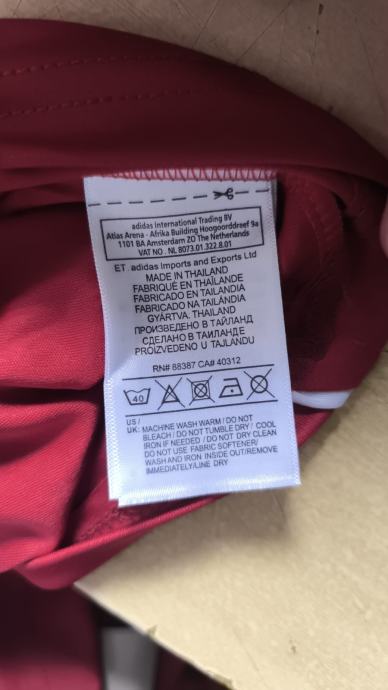 adidas International Trading BV
Atlas Arena - Afrika Building Hoogoorddreef 9a
1101 BA Amsterdam ZO The Netherlands
VAT NO. NL 8073.01.322.8.01
ET. adidas Imports and Exports Ltd
MADE IN THAILAND
FABRIQUÉ EN THAÏLANDE
FABRICADO EN TAILANDIA
FABRICADO NA TAILÂNDIA
GYÁRTVA. THAILAND
ПРОИЗВЕДЕНО В ТАЙЛАНД
СДЕЛАНО В ТАИЛАНДЕ
PROIZVEDENO U TAJLANDU
RN# 88387 CA# 40312
40
US /
UK: MACHINE WASH WARM / DO NOT
BLEACH / DO NOT TUMBLE DRY / COOL
IRON IF NEEDED / DO NOT DRY CLEAN
DO NOT USE FABRIC SOFTENER/
WASH AND IRON INSIDE OUT/REMOVE
IMMEDIATELY/LINE DRY